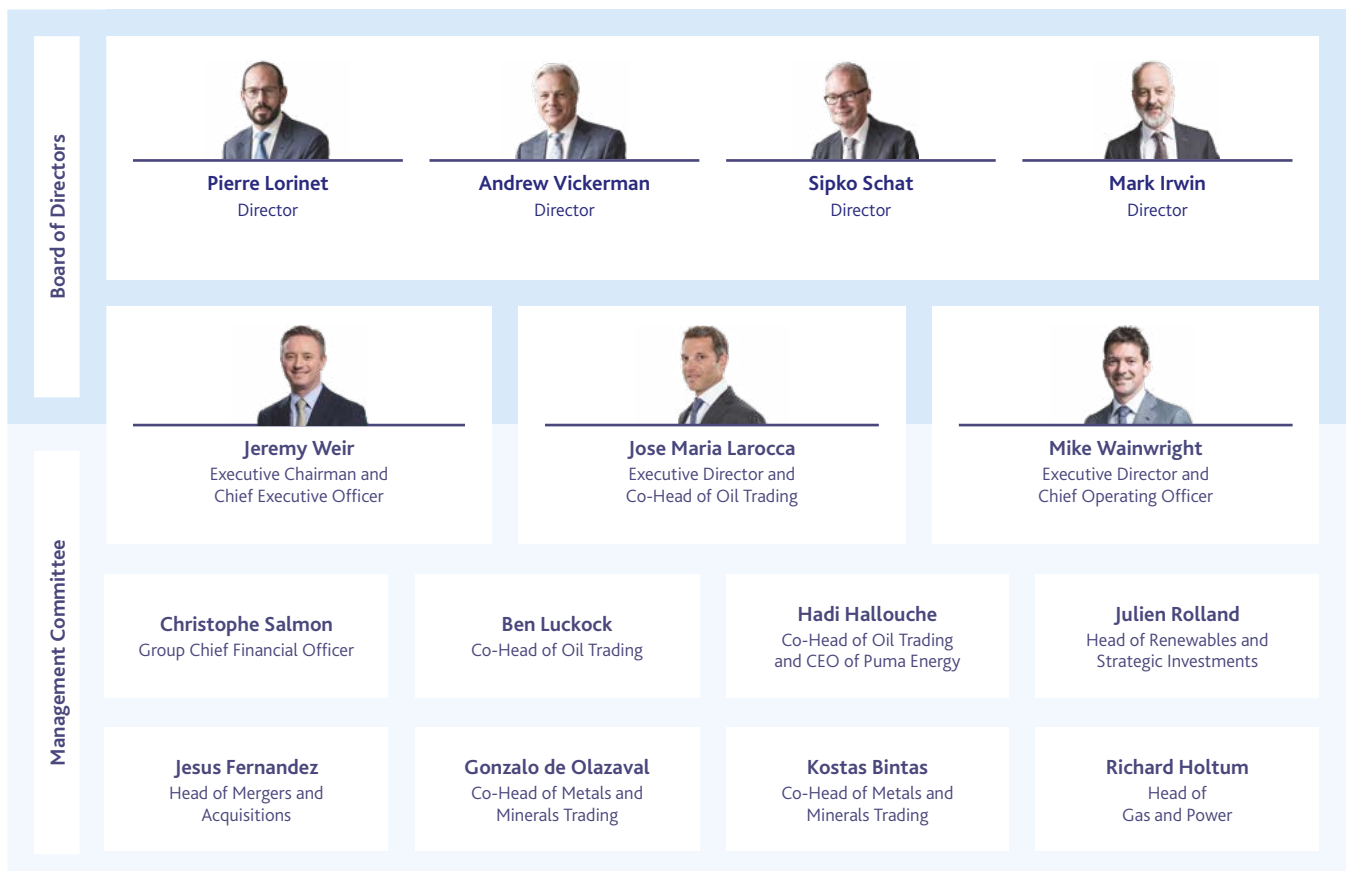 Board of Directors
Pierre Lorinet
Director
Andrew Vickerman
Director
Sipko Schat
Director
Mark Irwin
Director
Jeremy Weir
Executive Chairman and
Chief Executive Officer
Jose Maria Larocca
Executive Director and
Co-Head of Oil Trading
Mike Wainwright
Executive Director and
Chief Operating Officer
Management Committee
Christophe Salmon
Group Chief Financial Officer
Ben Luckock
Co-Head of Oil Trading
Hadi Hallouche
Co-Head of Oil Trading
and CEO of Puma Energy
Julien Rolland
Head of Renewables and
Strategic Investments
Jesus Fernandez
Head of Mergers and
Acquisitions
Gonzalo de Olazaval
Co-Head of Metals and
Minerals Trading
Kostas Bintas
Co-Head of Metals and
Minerals Trading
Richard Holtum
Head of
Gas and Power